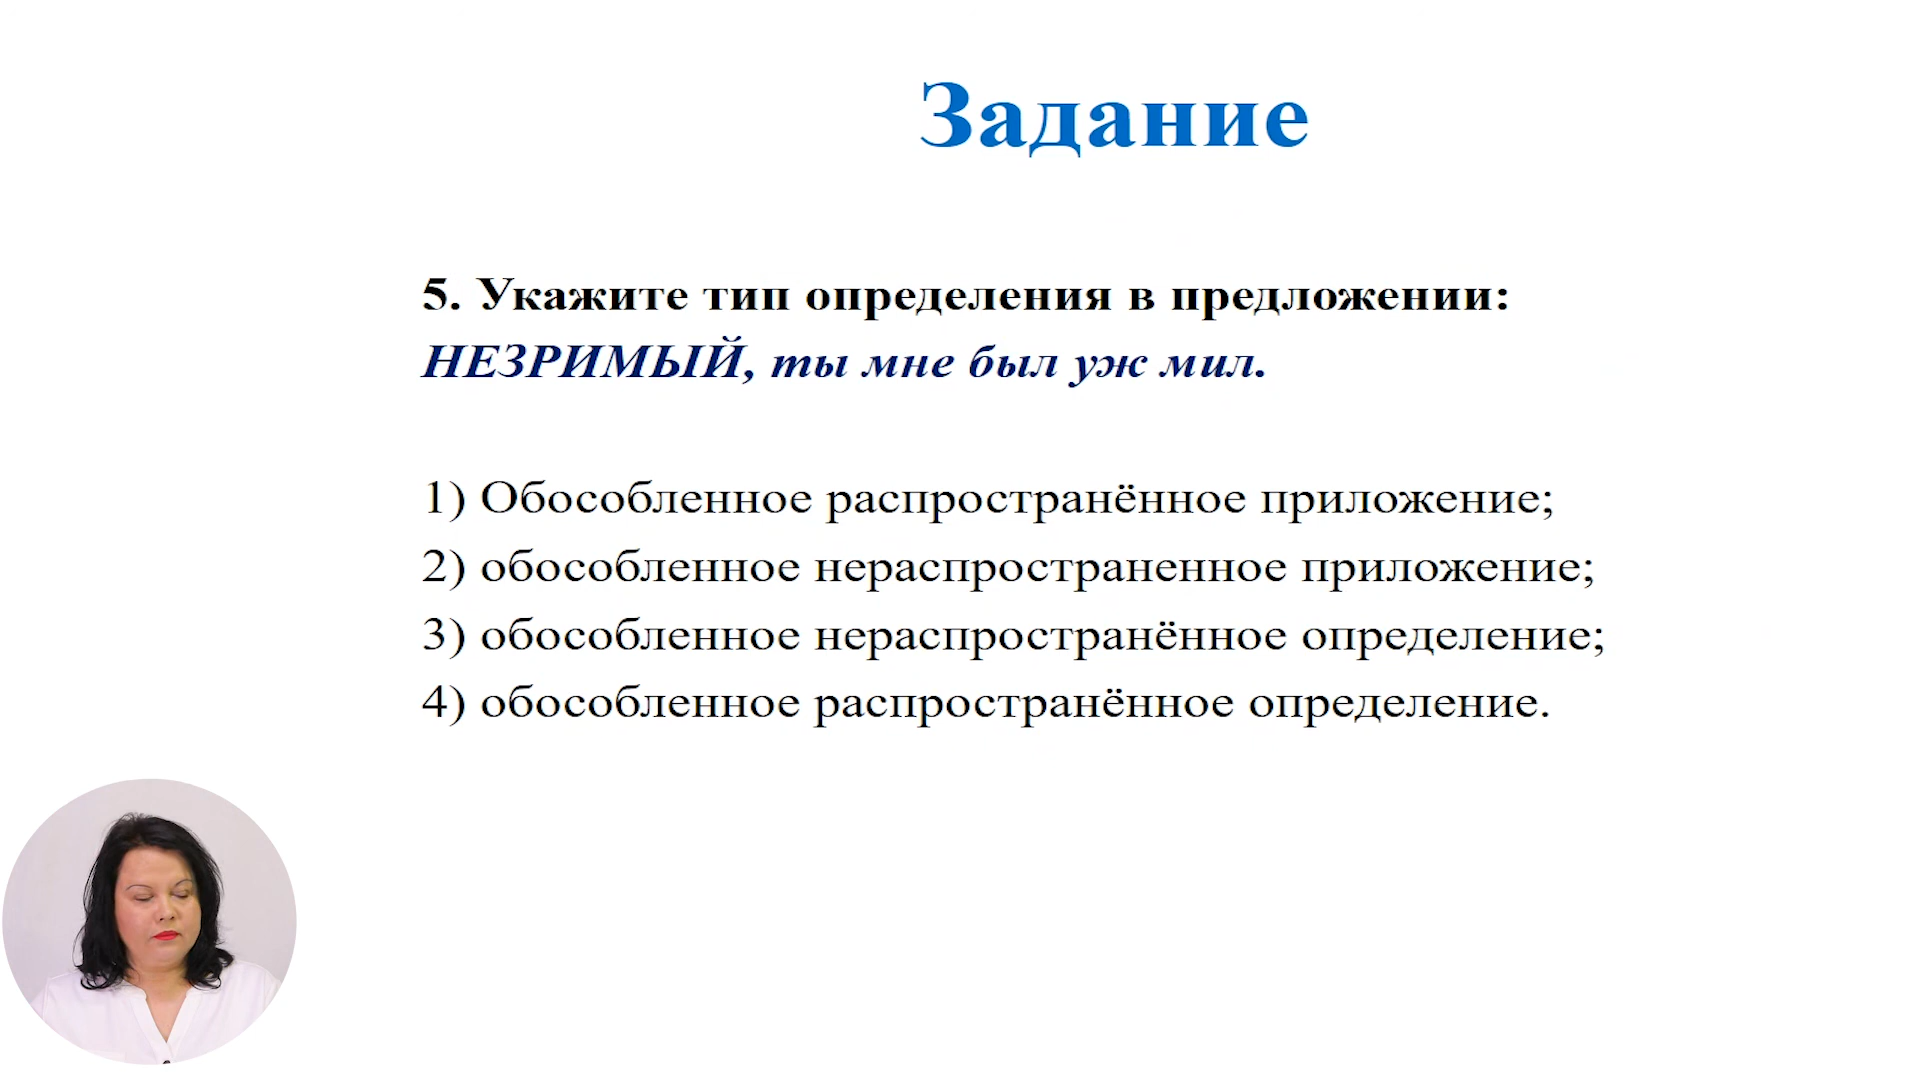 Задание
5. Укажите тип определения в предложении:
НЕЗРИМЫЙ, ты мне был уж мил.
1) Обособленное распространённое приложение;
2) обособленное нераспространенное приложение;
3) обособленное нераспространённое определение;
4) обособленное распространённое определение.